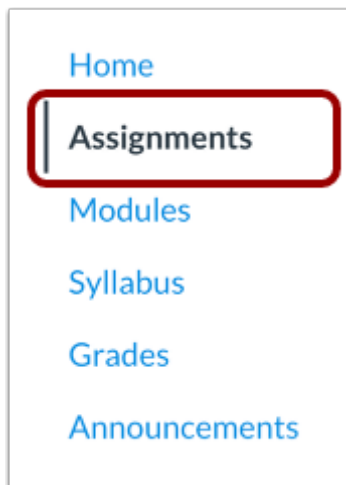 Home
Assignments
Modules
Syllabus
Grades
Announcements